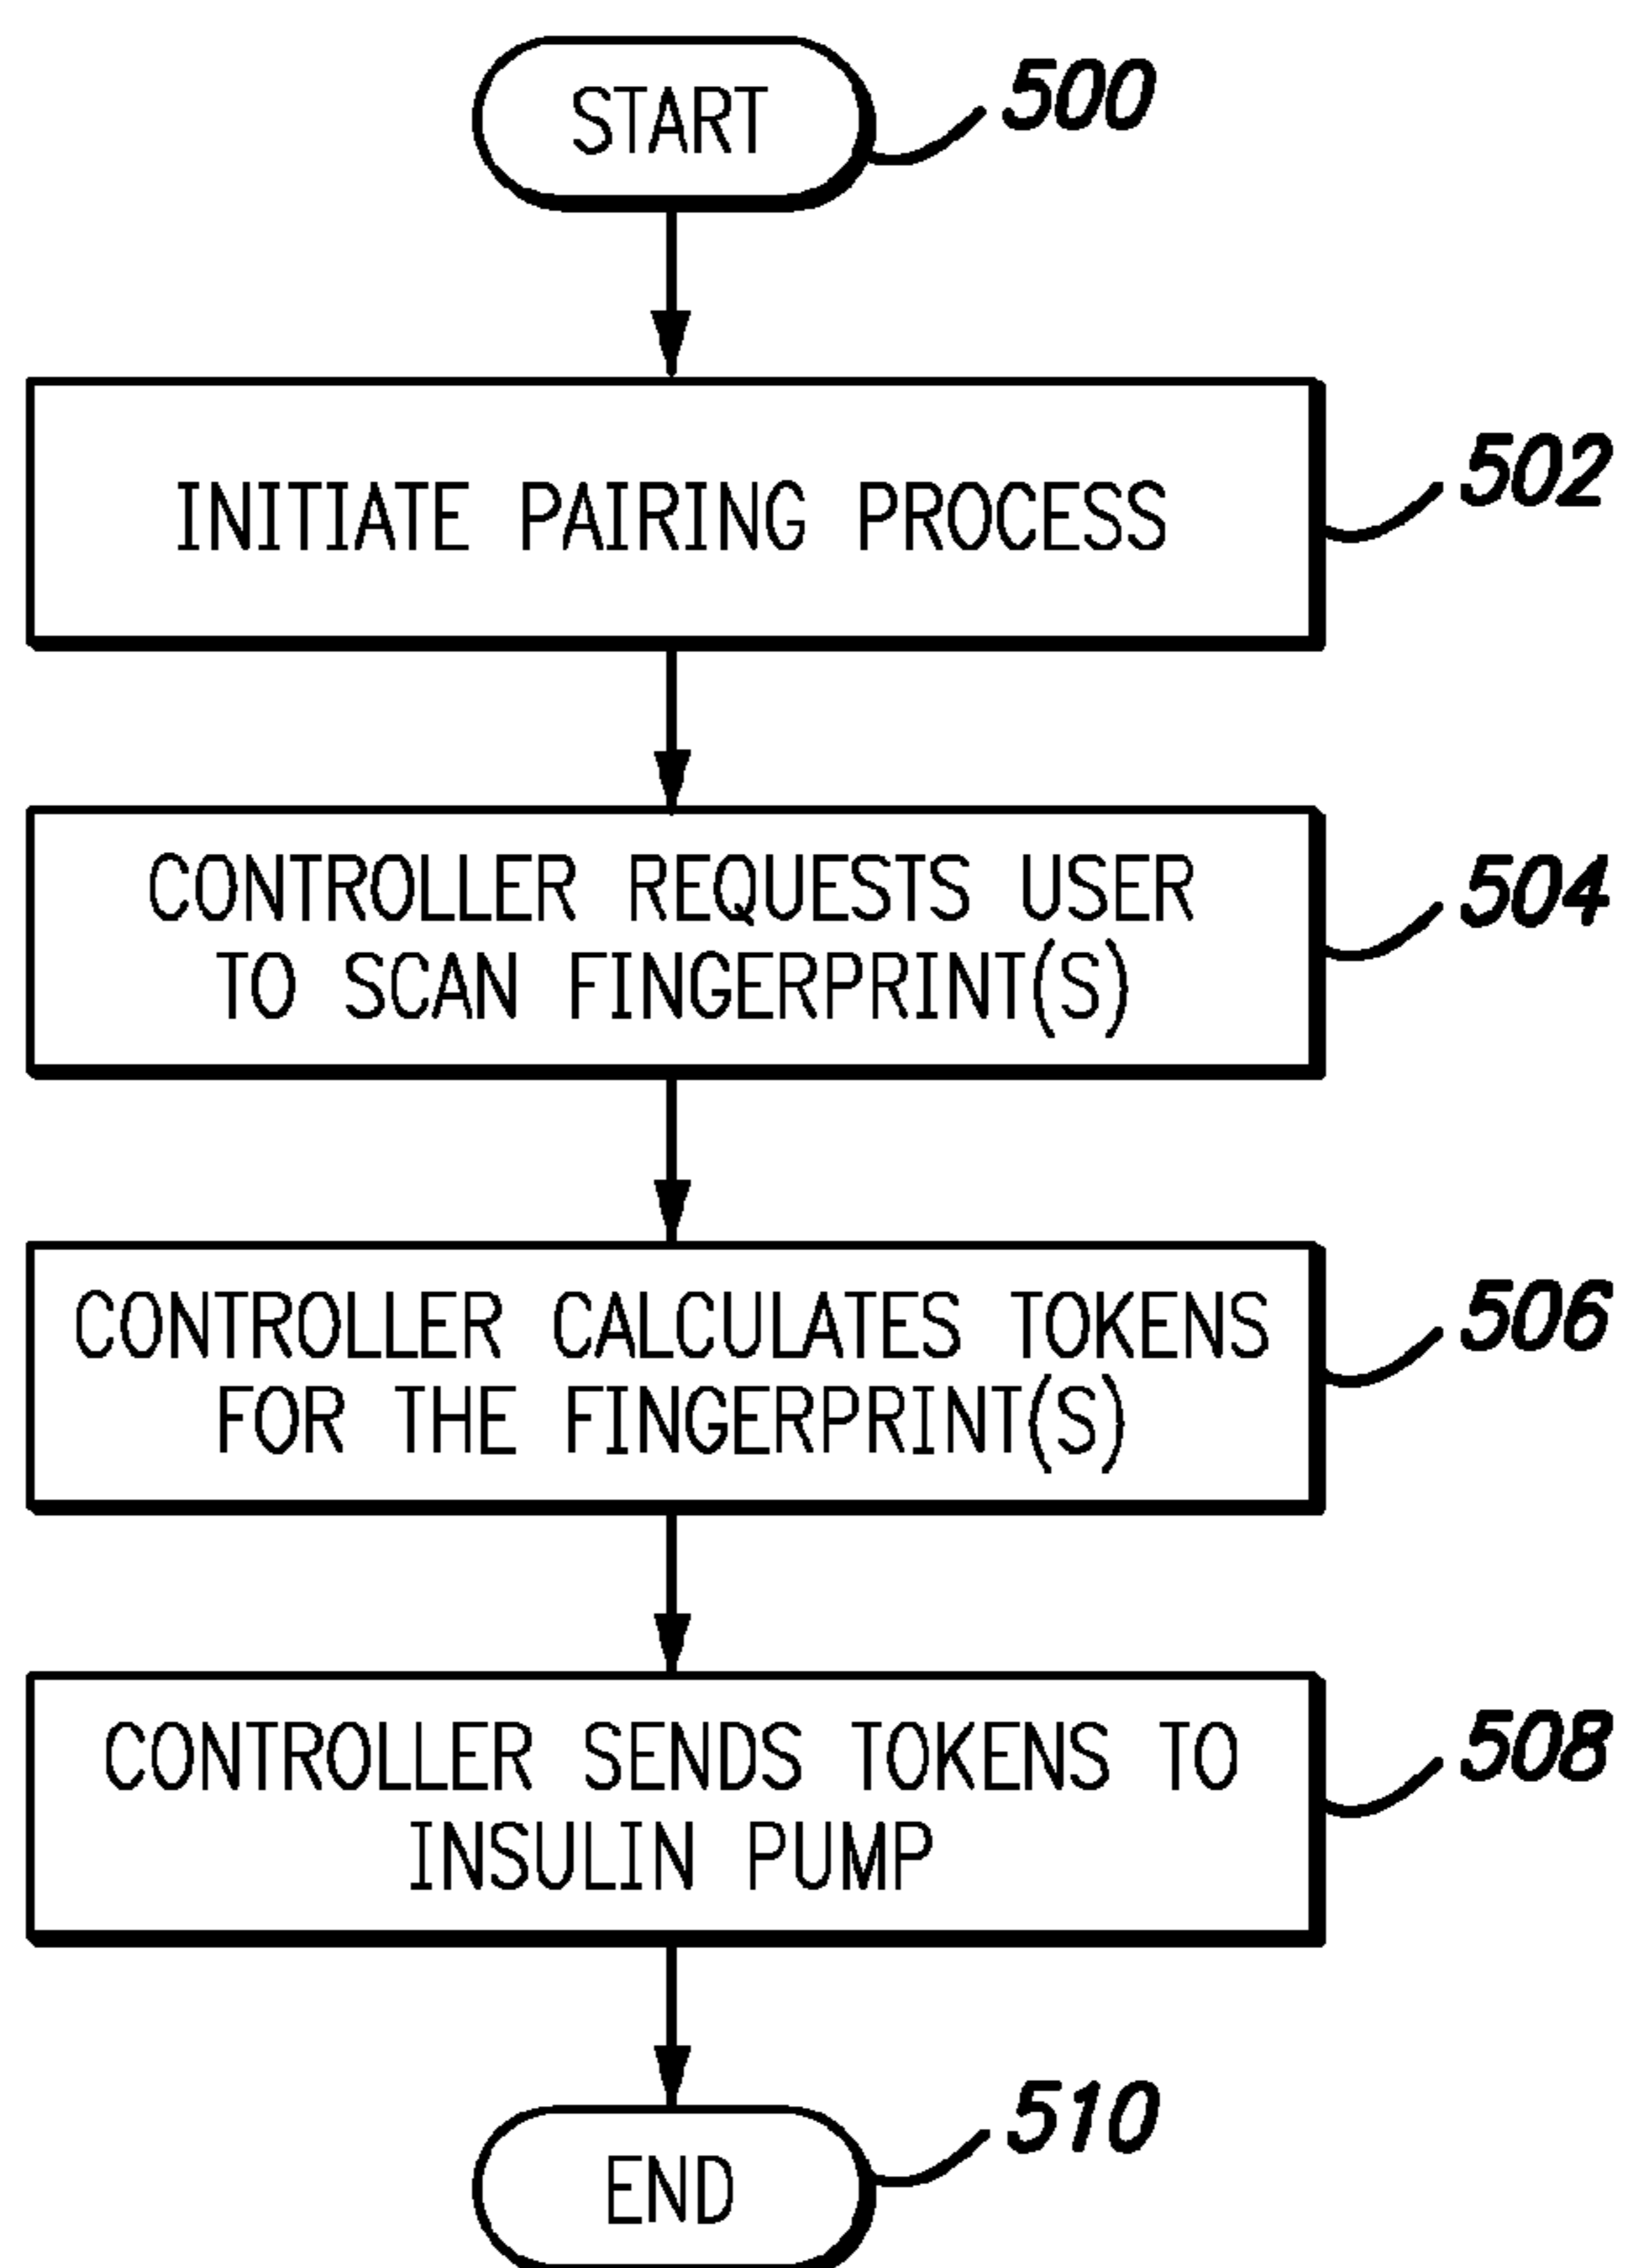 START
500
INITIATE PAIRING PROCESS
502
CONTROLLER REQUESTS USER
TO SCAN FINGERPRINT(S)
504
CONTROLLER CALCULATES TOKENS
FOR THE FINGERPRINT(S)
506
CONTROLLER SENDS TOKENS TO
INSULIN PUMP
508
END
510